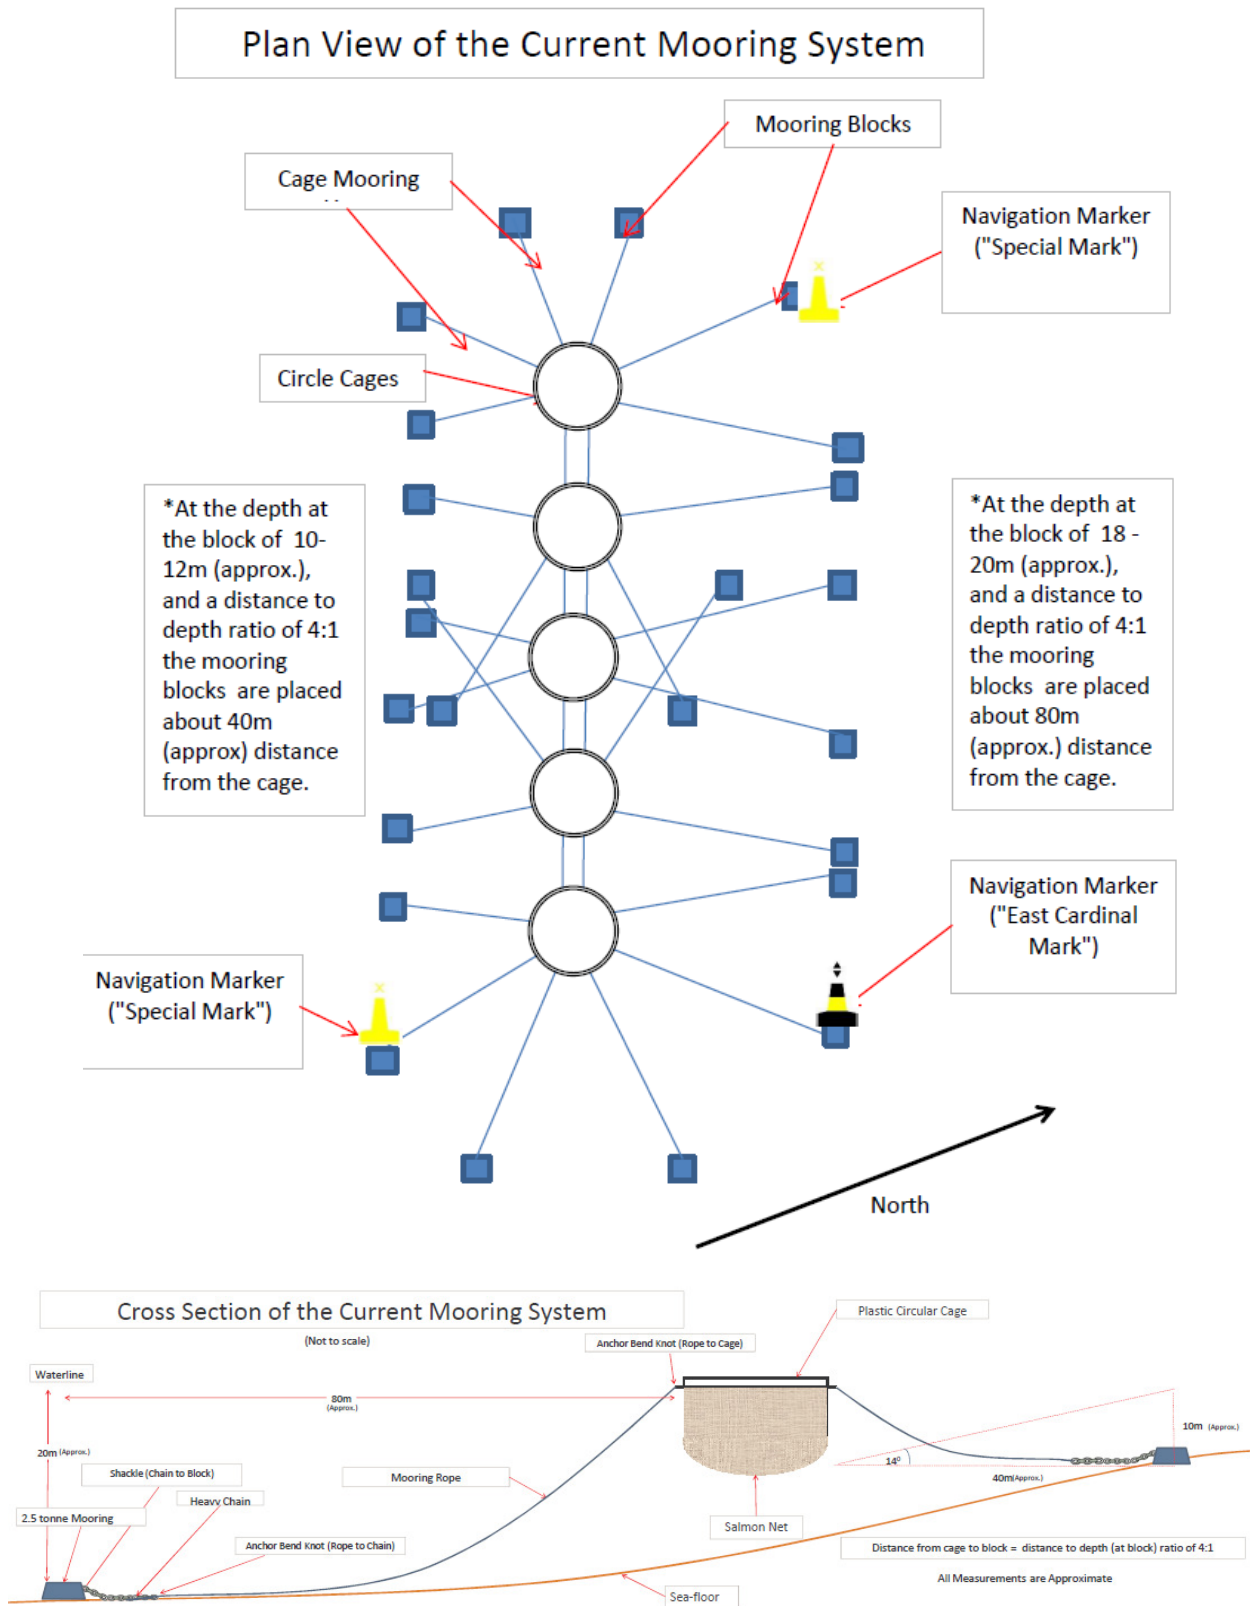 Plan View of the Current Mooring System
Mooring Blocks
Cage Mooring
Navigation Marker
("Special Mark")
Circle Cages
*At the depth at
the block of 10-
12m (approx.),
and a distance to
depth ratio of 4:1
the mooring
blocks are placed
about 40m
(approx) distance
from the cage.
*At the depth at
the block of 18 -
20m (approx.),
and a distance to
depth ratio of 4:1
the mooring
blocks are placed
about 80m
(approx.) distance
from the cage.
Navigation Marker
("East Cardinal
Mark")
Navigation Marker
("Special Mark")
North
Cross Section of the Current Mooring System
(Not to scale)
Plastic Circular Cage
Anchor Bend Knot (Rope to Cage)
Waterline
80m
(Approx.)
10m (Approx.)
20m (Approx.)
14°
40m(Approx.)
Shackle (Chain to Block)
Mooring Rope
Heavy Chain
2.5 tonne Mooring
Salmon Net
Anchor Bend Knot (Rope to Chain)
Distance from cage to block = distance to depth (at block) ratio of 4:1
All Measurements are Approximate
Sea-floor